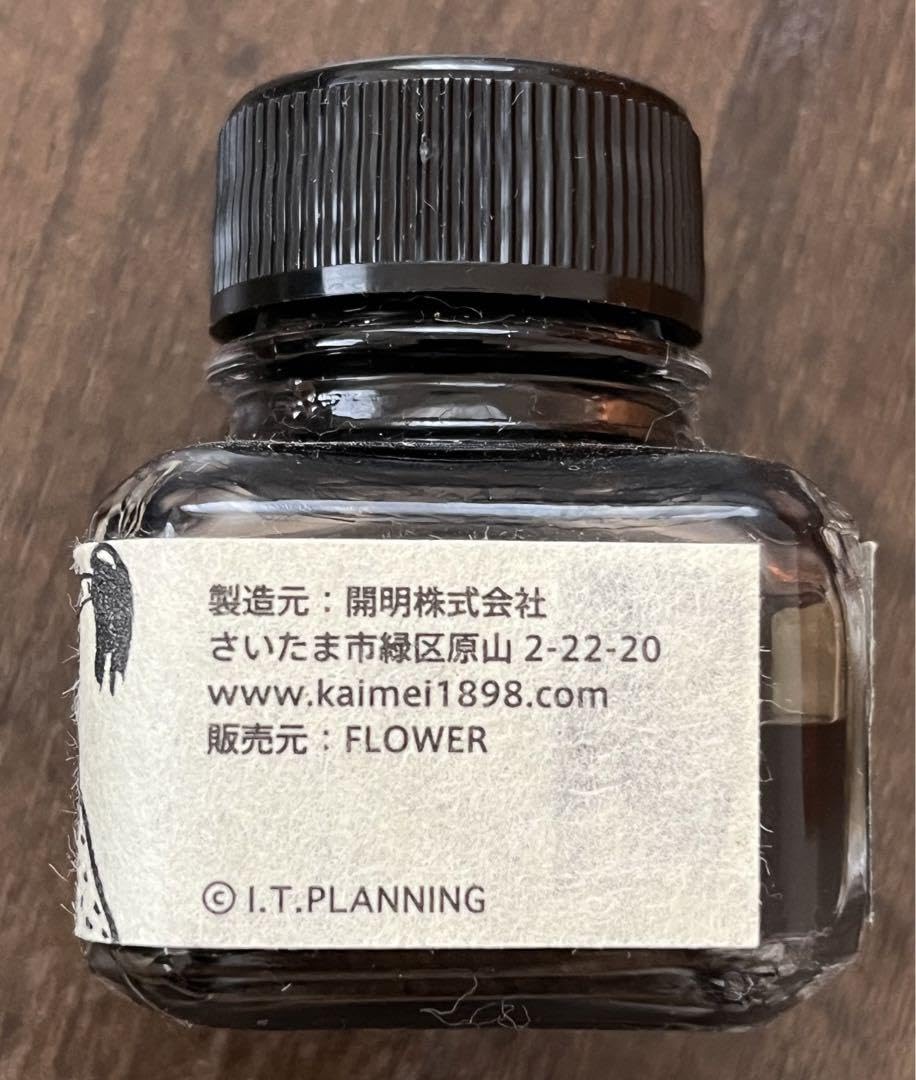 製造元：開明株式会社
さいたま市緑区原山 2-22-20
www.kaimei1898.com
販売元：FLOWER
© I.T.PLANNING